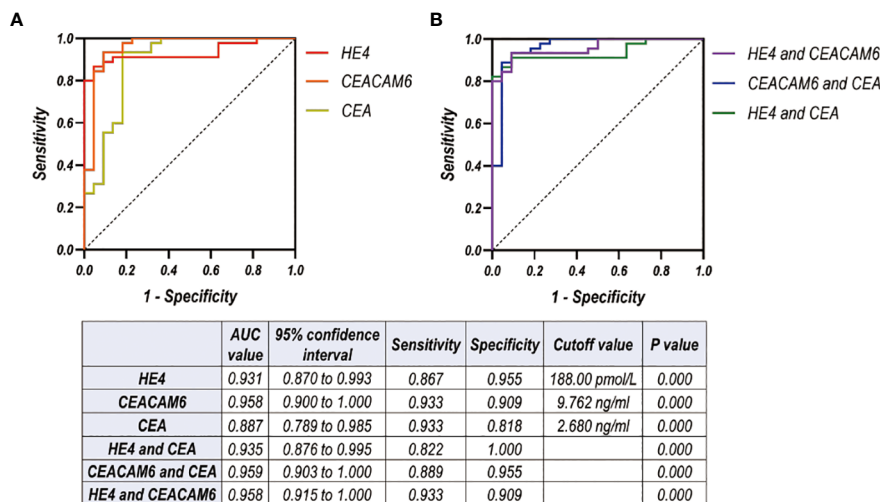 A
B
1.0
0.8
0.6
0.4
0.2
0.0
Sensitivity
0.0 0.2 0.4 0.6 0.8 1.0
1 - Specificity
HE4
CEACAM6
CEA
1.0
0.8
0.6
0.4
0.2
0.0
Sensitivity
0.0 0.2 0.4 0.6 0.8 1.0
1 - Specificity
HE4 and CEACAM6
CEACAM6 and CEA
HE4 and CEA
AUC value 95% confidence interval Sensitivity Specificity Cutoff value P value
HE4 0.931 0.870 to 0.993 0.867 0.955 188.00 pmol/L 0.000
CEACAM6 0.958 0.900 to 1.000 0.933 0.909 9.762 ng/ml 0.000
CEA 0.887 0.789 to 0.985 0.933 0.818 2.680 ng/ml 0.000
HE4 and CEA 0.935 0.876 to 0.995 0.822 1.000 0.000
CEACAM6 and CEA 0.959 0.903 to 1.000 0.889 0.955 0.000
HE4 and CEACAM6 0.958 0.915 to 1.000 0.933 0.909 0.000